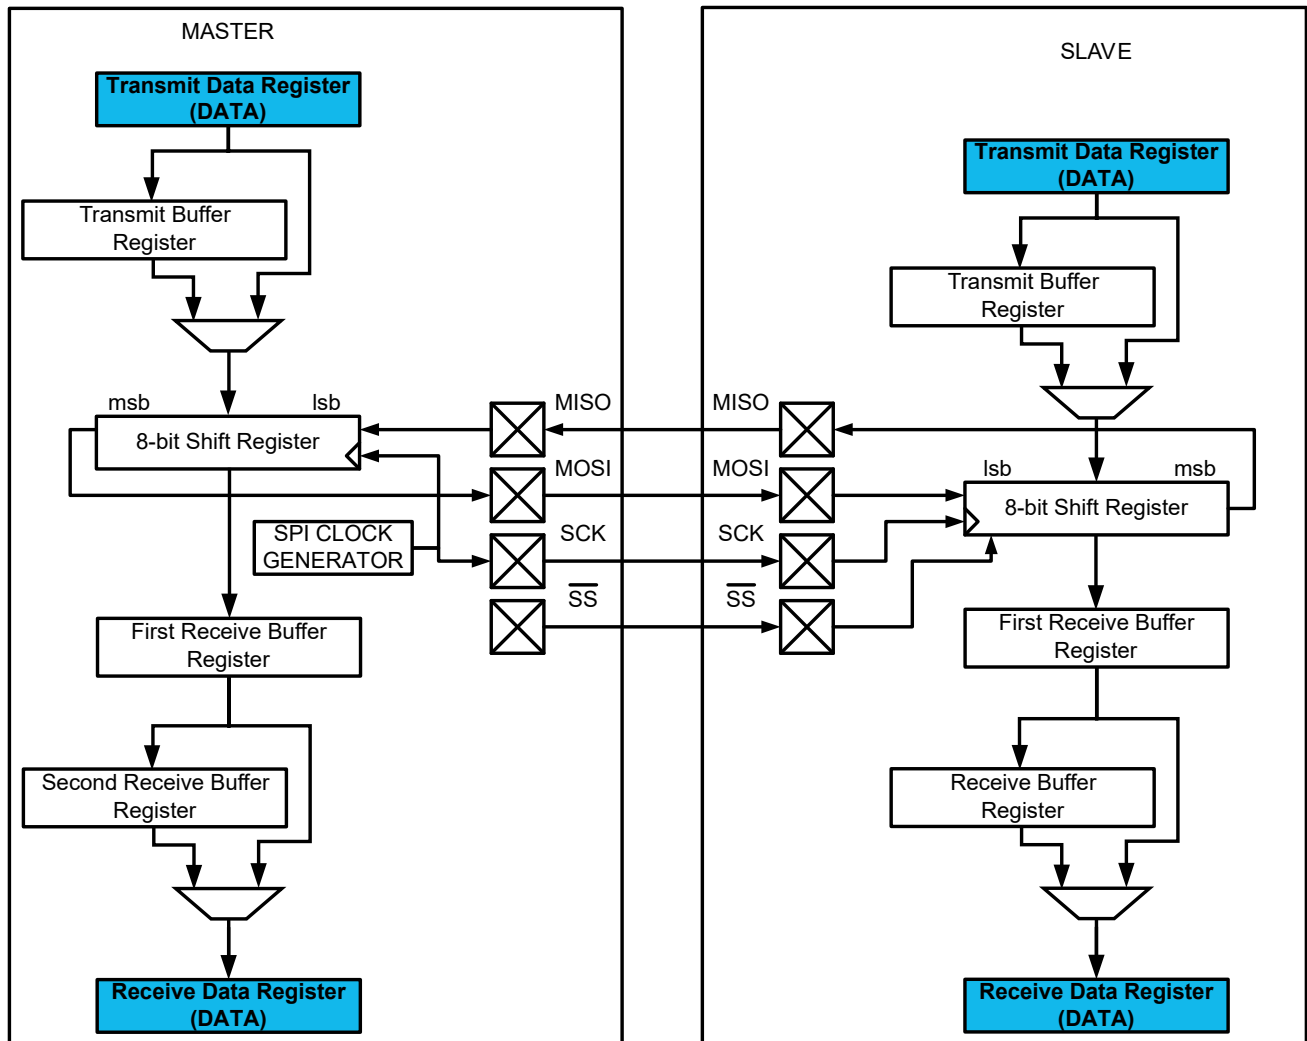 MASTER
Transmit Data Register
(DATA)
Transmit Buffer
Register
msb
lsb
8-bit Shift Register
SPI CLOCK
GENERATOR
First Receive Buffer
Register
Second Receive Buffer
Register
Receive Data Register
(DATA)
MISO
MOSI
SCK
SS
SLAVE
Transmit Data Register
(DATA)
Transmit Buffer
Register
MISO
MOSI
SCK
SS
lsb
msb
8-bit Shift Register
First Receive Buffer
Register
Receive Buffer
Register
Receive Data Register
(DATA)